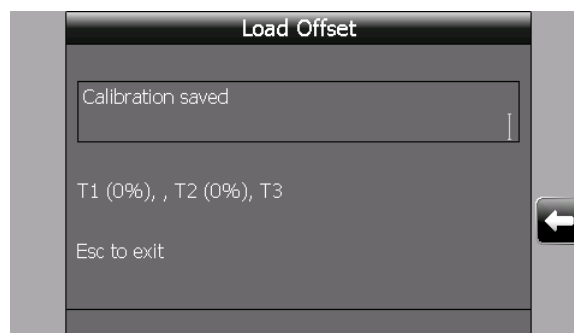 Load Offset
Calibration saved
T1 (0%), , T2 (0%), T3
Esc to exit